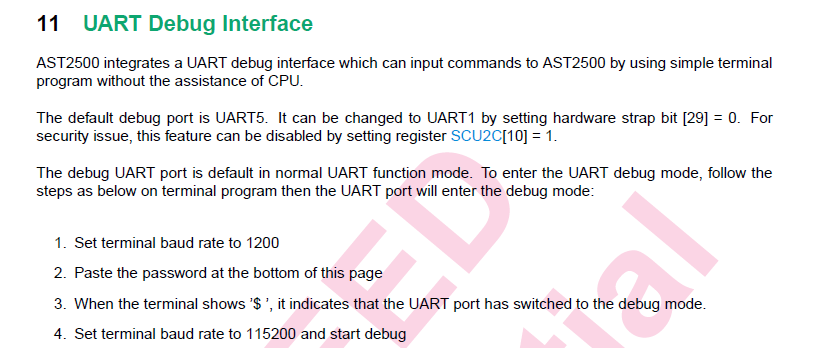 11 UART Debug Interface
AST2500 integrates a UART debug interface which can input commands to AST2500 by using simple terminal
program without the assistance of CPU.
The default debug port is UART5. It can be changed to UART1 by setting hardware strap bit [29] = 0. For
security issue, this feature can be disabled by setting register SCU2C[10] = 1.
The debug UART port is default in normal UART function mode. To enter the UART debug mode, follow the
steps as below on terminal program then the UART port will enter the debug mode:
1. Set terminal baud rate to 1200
2. Paste the password at the bottom of this page
3. When the terminal shows '$ ', it indicates that the UART port has switched to the debug mode.
4. Set terminal baud rate to 115200 and start debug